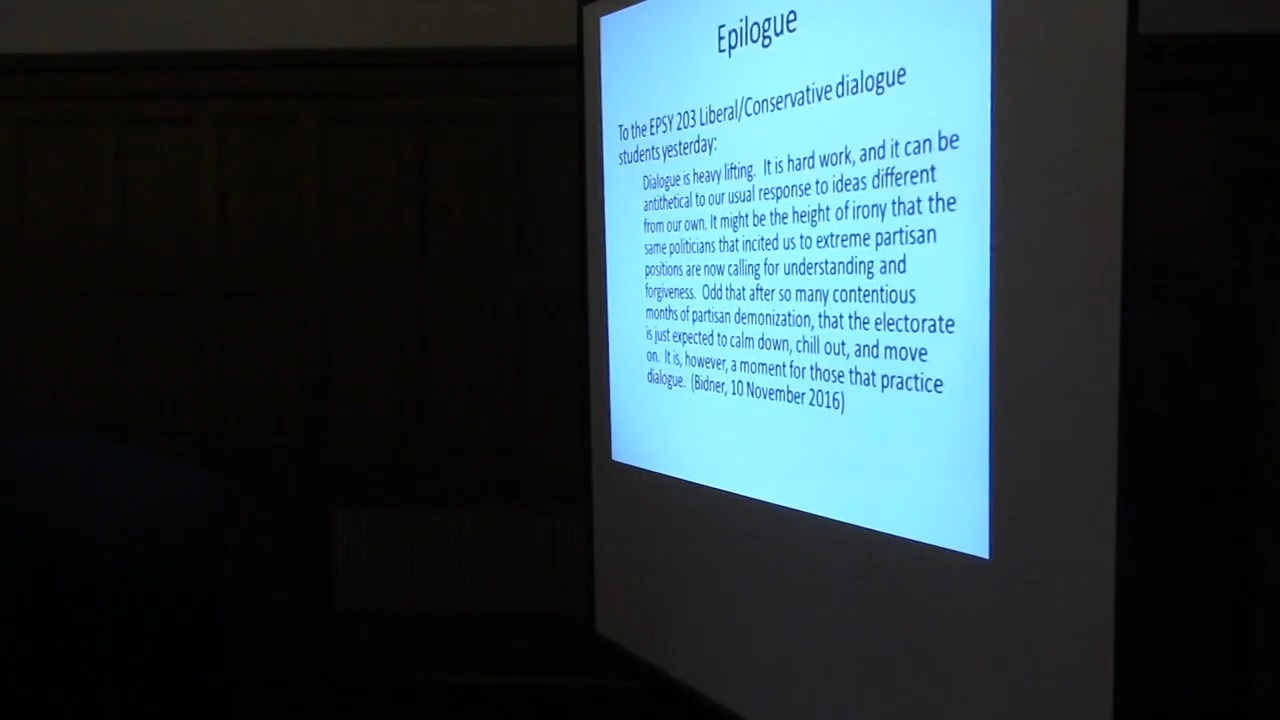 Epilogue
To the EPSY 203 Liberal/Conservative dialogue
students yesterday:
Dialogue is heavy lifting. It is hard work, and it can be
antithetical to our usual response to ideas different
from our own. It might be the height of irony that the
same politicians that incited us to extreme partisan
positions are now calling for understanding and
forgiveness. Odd that after so many contentious
months of partisan demonization, that the electorate
is just expected to calm down, chill out, and move
on. It is, however, a moment for those that practice
dialogue. (Bidner, 10 November 2016)